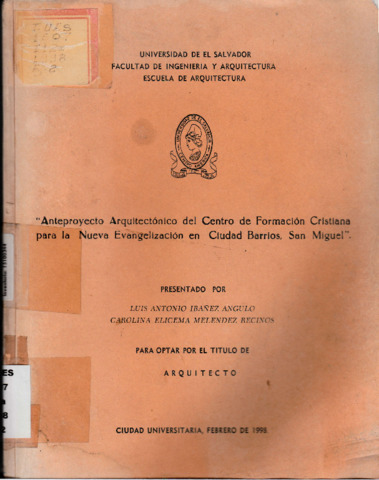 UNIVERSIDAD DE EL SALVADOR
FACULTAD DE INGENIERIA Y ARQUITECTURA
ESCUELA DE ARQUITECTURA
"Anteproyecto Arquitectónico del Centro de Formación Cristiana
para la Nueva Evangelización en Ciudad Barrios, San Miguel".
PRESENTADO POR
LUIS ANTONIO IBAÑEZ ANGULO
CAROLINA ELICEMA MELENDEZ RECINOS
PARA OPTAR POR EL TITULO DE
ARQUITECTO
CIUDAD UNIVERSITARIA, FEBRERO DE 1998